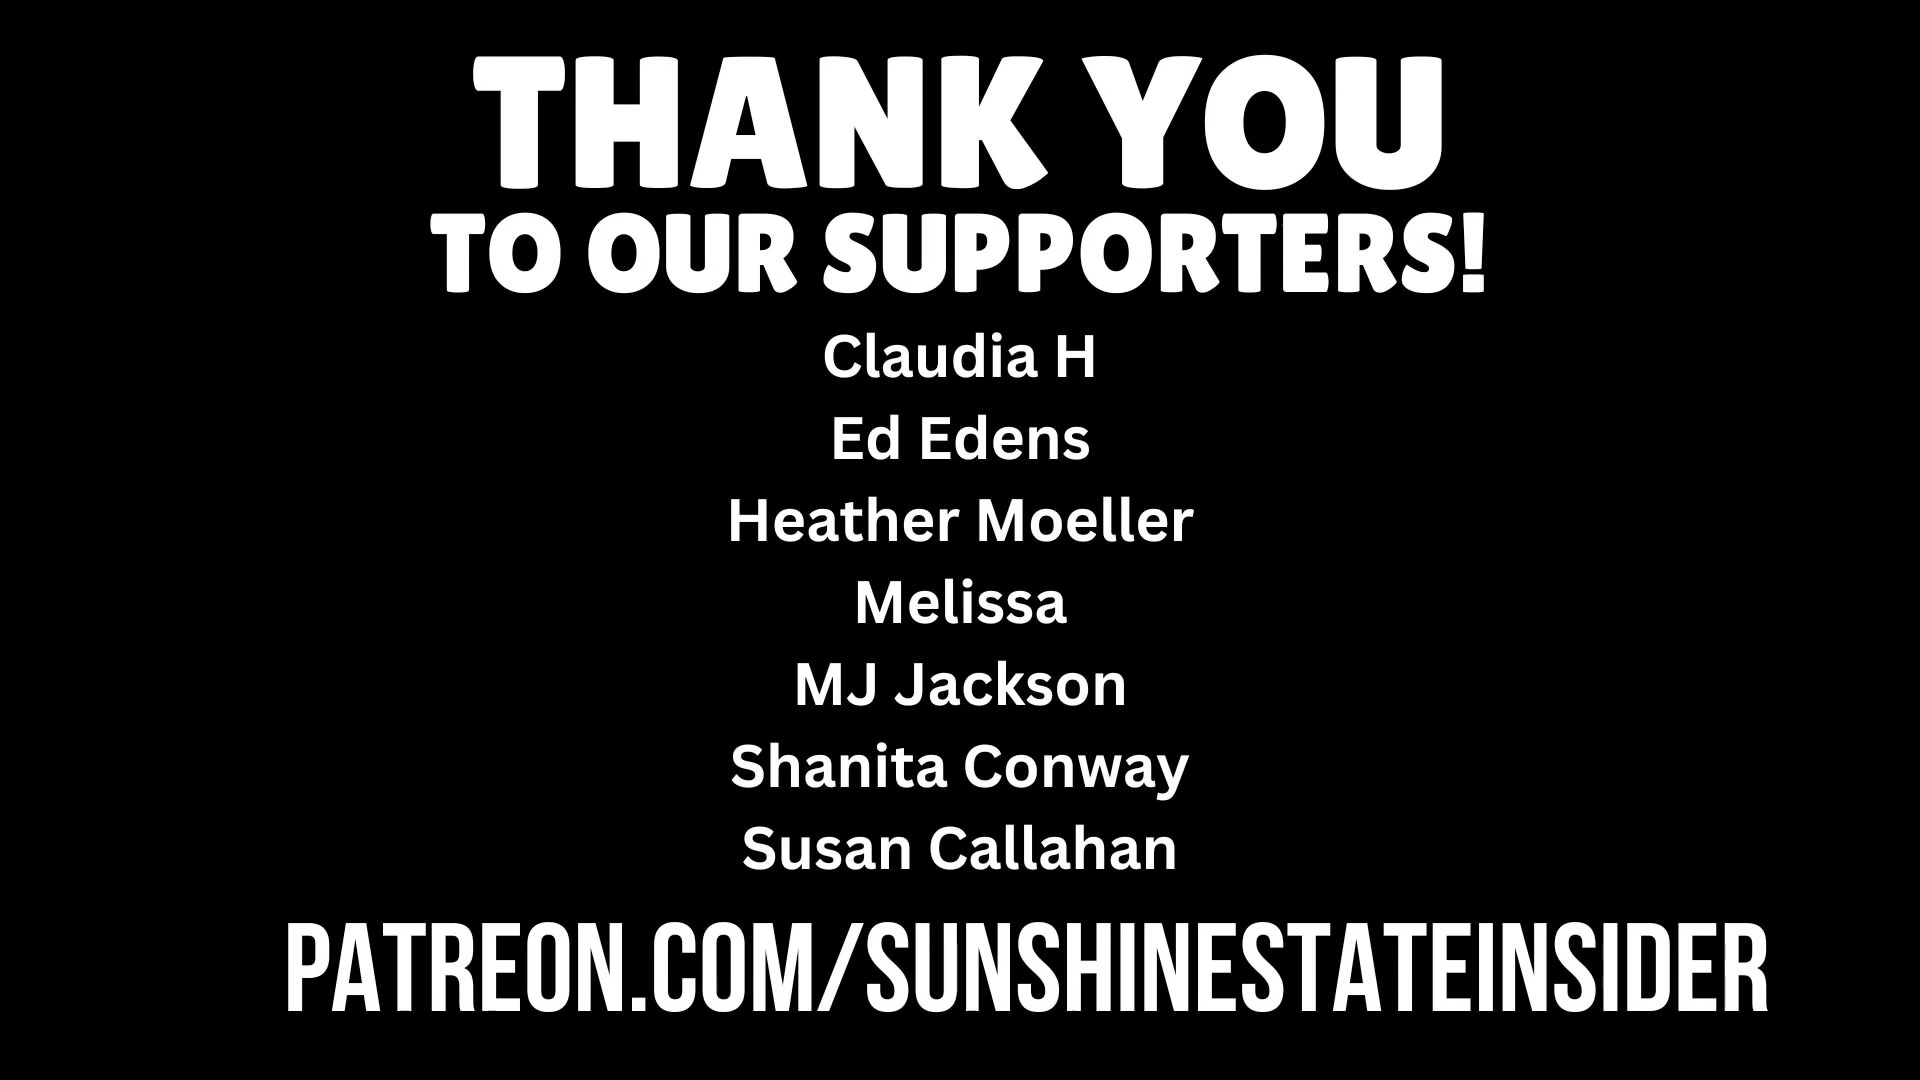 THANK YOU
TO OUR SUPPORTERS!
Claudia H
Ed Edens
Heather Moeller
Melissa
MJ Jackson
Shanita Conway
Susan Callahan
PATREON.COM/SUNSHINESTATEINSIDER